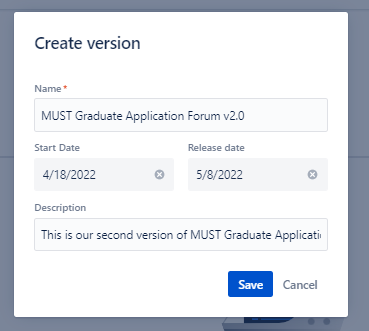 Create version
Name *
MUST Graduate Application Forum v2.0
Start Date Release date
4/18/2022 5/8/2022
Description
This is our second version of MUST Graduate Applicati
Save Cancel